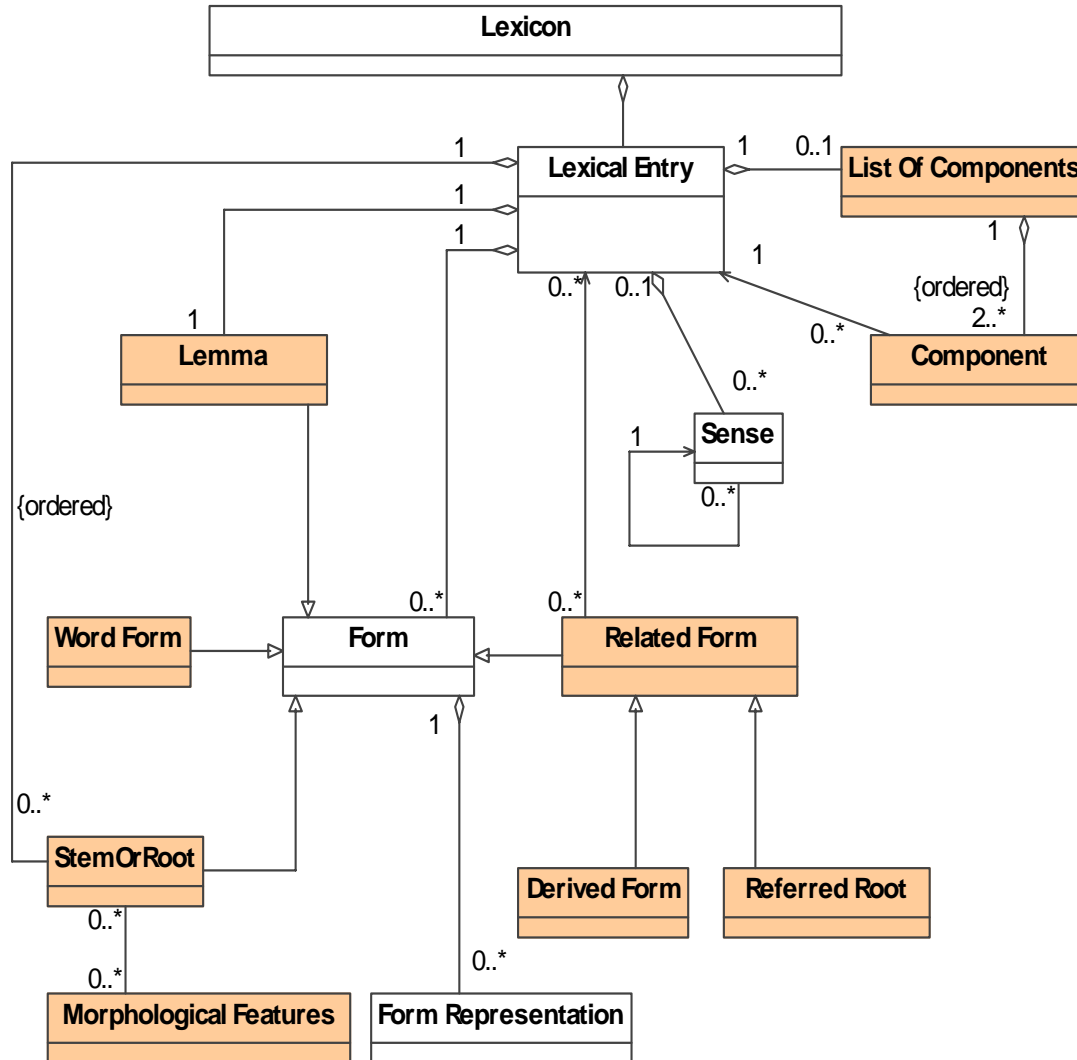 Lexicon
1
1
0..1
Lexical Entry
List Of Components
1
1
1
1
0..*
0..1
{ordered}
1
0..*
2..*
Lemma
Component
0..*
1
Sense
0..*
{ordered}
0..*
0..*
Word Form
Form
Related Form
1
0..*
StemOrRoot
Derived Form
Referred Root
0..*
0..*
0..*
Morphological Features
Form Representation